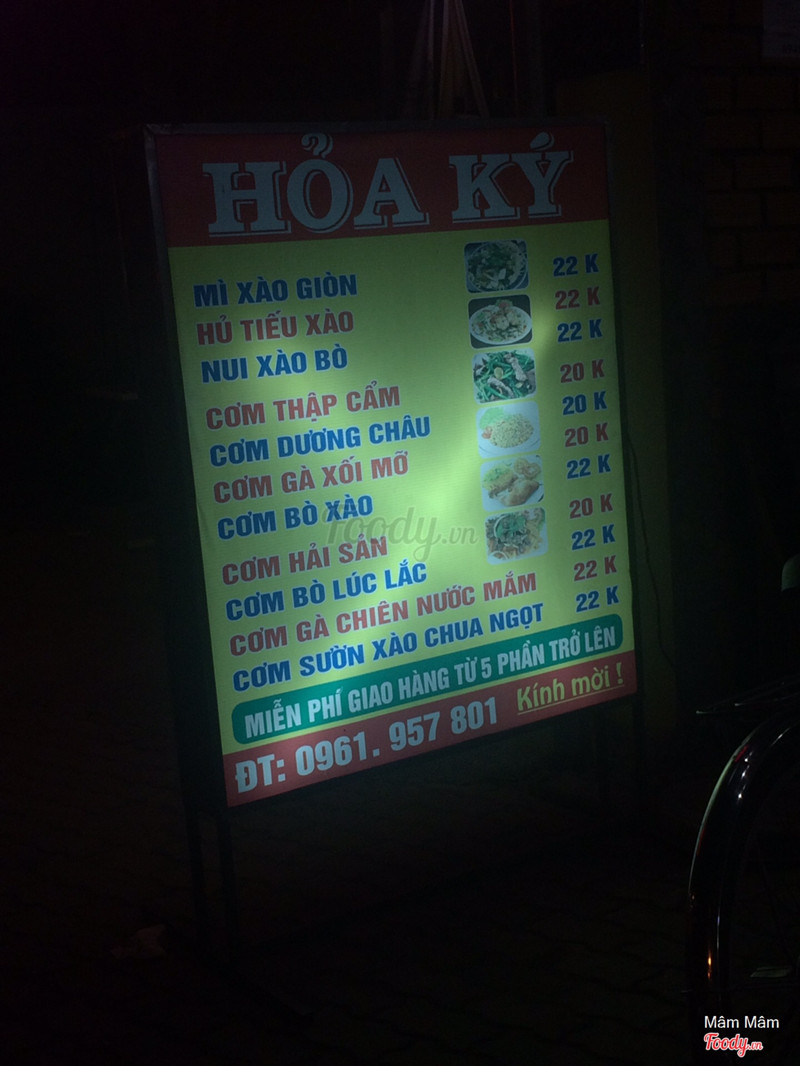 HỎA KÝ
MÌ XÀO GIÒN 22 K
HỦ TIẾU XÀO 22 K
NUI XÀO BÒ 22 K
CƠM THẬP CẨM 20 K
CƠM DƯƠNG CHÂU 20 K
CƠM GÀ XỐI MỠ 20 K
CƠM BÒ XÀO 22 K
CƠM HẢI SẢN 20 K
CƠM BÒ LÚC LẮC 22 K
CƠM GÀ CHIÊN NƯỚC MẮM 22 K
CƠM SƯỜN XÀO CHUA NGỌT 22 K
MIỄN PHÍ GIAO HÀNG TỪ 5 PHẦN TRỞ LÊN
ĐT: 0961. 957 801 Kính mời !
Foody.vn
Mâm Mâm
Foody.vn